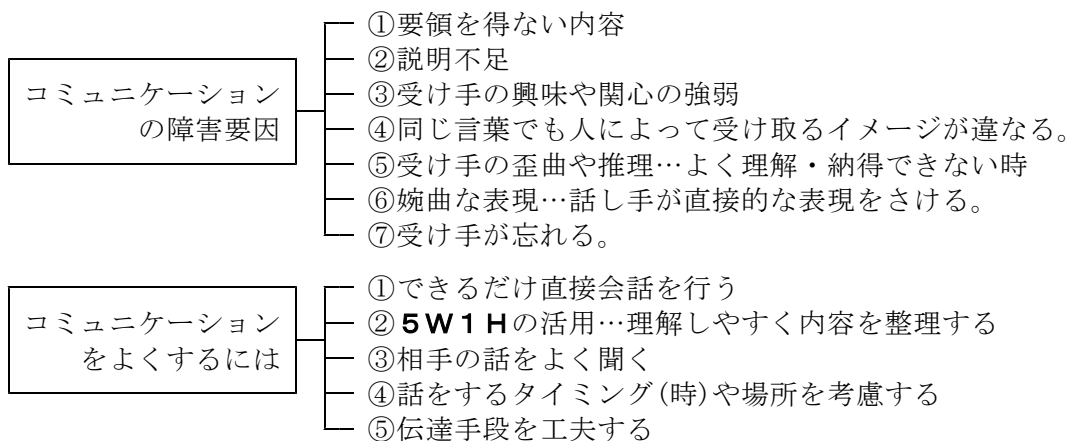 コミュニケーション
の障害要因
①要領を得ない内容
②説明不足
③受け手の興味や関心の強弱
④同じ言葉でも人によって受け取るイメージが違なる。
⑤受け手の歪曲や推理…よく理解・納得できない時
⑥婉曲な表現…話し手が直接的な表現をさける。
⑦受け手が忘れる。
コミュニケーション
をよくするには
①できるだけ直接会話を行う
②５Ｗ１Ｈの活用…理解しやすく内容を整理する
③相手の話をよく聞く
④話をするタイミング(時)や場所を考慮する
⑤伝達手段を工夫する